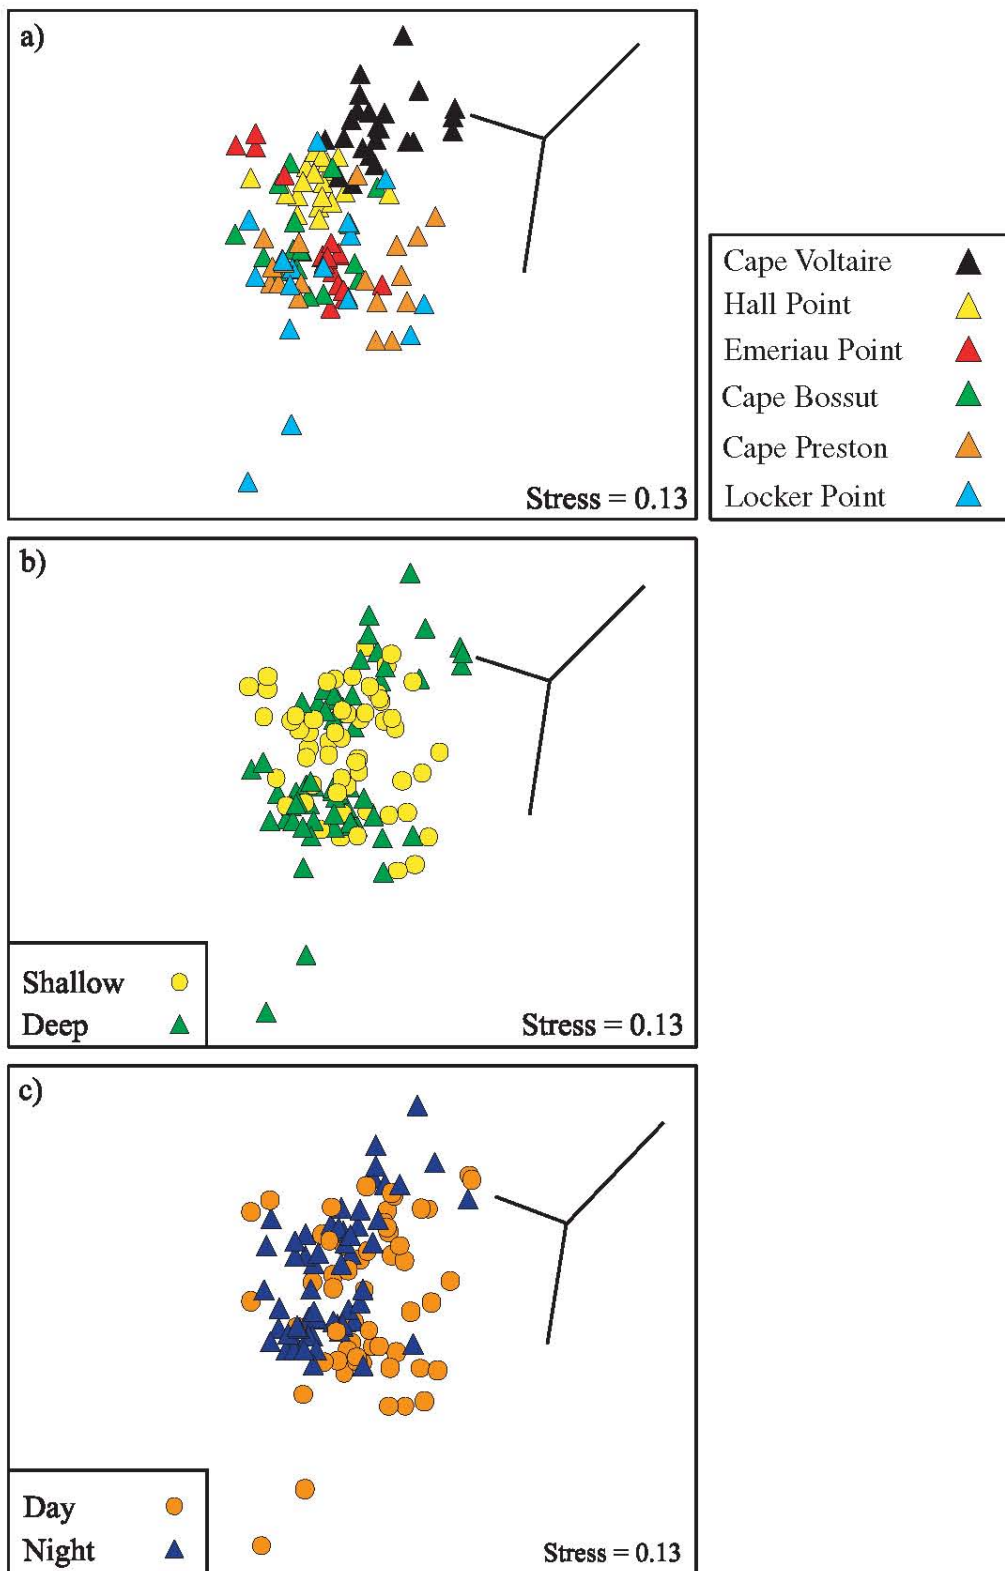 a)
Stress = 0.13
Cape Voltaire
Hall Point
Emeriau Point
Cape Bossut
Cape Preston
Locker Point
b)
Shallow
Deep
Stress = 0.13
c)
Day
Night
Stress = 0.13